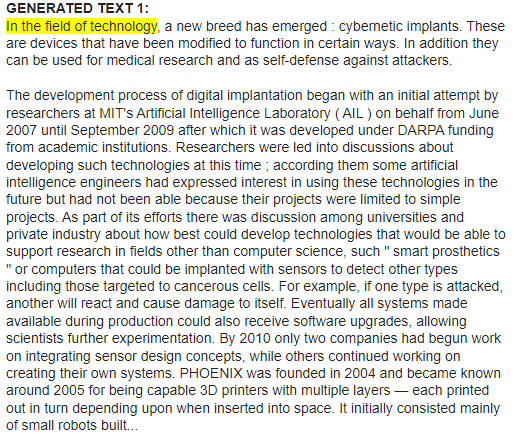 GENERATED TEXT 1:
In the field of technology, a new breed has emerged : cybernetic implants. These
are devices that have been modified to function in certain ways. In addition they
can be used for medical research and as self-defense against attackers.
The development process of digital implantation began with an initial attempt by
researchers at MIT's Artificial Intelligence Laboratory ( AIL ) on behalf from June
2007 until September 2009 after which it was developed under DARPA funding
from academic institutions. Researchers were led into discussions about
developing such technologies at this time ; according them some artificial
intelligence engineers had expressed interest in using these technologies in the
future but had not been able because their projects were limited to simple
projects. As part of its efforts there was discussion among universities and
private industry about how best could develop technologies that would be able to
support research in fields other than computer science, such " smart prosthetics
" or computers that could be implanted with sensors to detect other types
including those targeted to cancerous cells. For example, if one type is attacked,
another will react and cause damage to itself. Eventually all systems made
available during production could also receive software upgrades, allowing
scientists further experimentation. By 2010 only two companies had begun work
on integrating sensor design concepts, while others continued working on
creating their own systems. PHOENIX was founded in 2004 and became known
around 2005 for being capable 3D printers with multiple layers — each printed
out in turn depending upon when inserted into space. It initially consisted mainly
of small robots built...